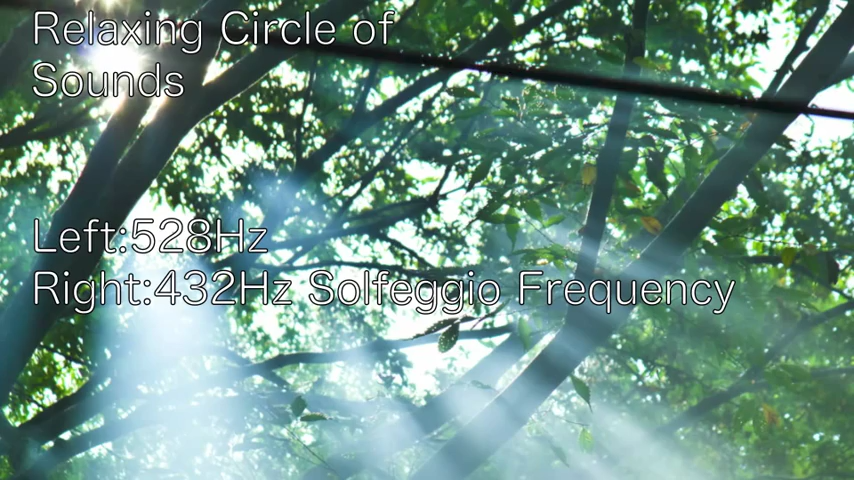 Relaxing Circle of
Sounds
Left:528Hz
Right:432Hz Solfeggio Frequency